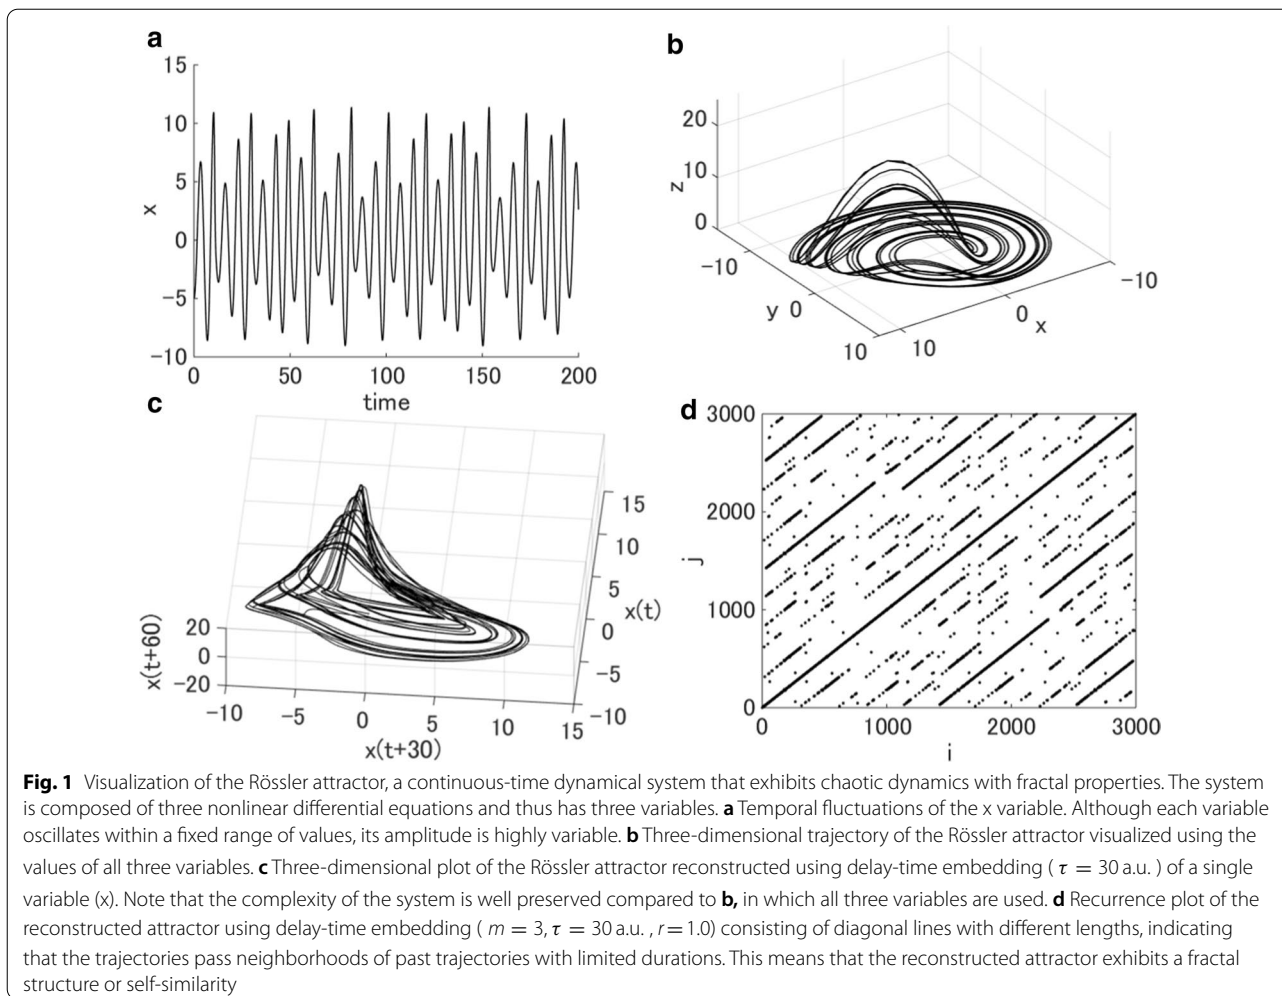 a
15
10
5
0
−5
−10
x
0
50
100
150
200
time
b
20
10
0
z
−10
y 0
10
10
0 x
−10
c
20
0
−20
x(t+60)
−10
−5
0
5
10
15
x(t+30)
15
10
5
0
−5
−10
x(t)
d
3000
2000
1000
0
j
0
1000
2000
3000
i
Fig. 1 Visualization of the Rössler attractor, a continuous-time dynamical system that exhibits chaotic dynamics with fractal properties. The system
is composed of three nonlinear differential equations and thus has three variables. a Temporal fluctuations of the x variable. Although each variable
oscillates within a fixed range of values, its amplitude is highly variable. b Three-dimensional trajectory of the Rössler attractor visualized using the
values of all three variables. c Three-dimensional plot of the Rössler attractor reconstructed using delay-time embedding ( τ = 30 a.u. ) of a single
variable (x). Note that the complexity of the system is well preserved compared to b, in which all three variables are used. d Recurrence plot of the
reconstructed attractor using delay-time embedding ( m = 3, τ = 30 a.u. , r = 1.0) consisting of diagonal lines with different lengths, indicating
that the trajectories pass neighborhoods of past trajectories with limited durations. This means that the reconstructed attractor exhibits a fractal
structure or self-similarity